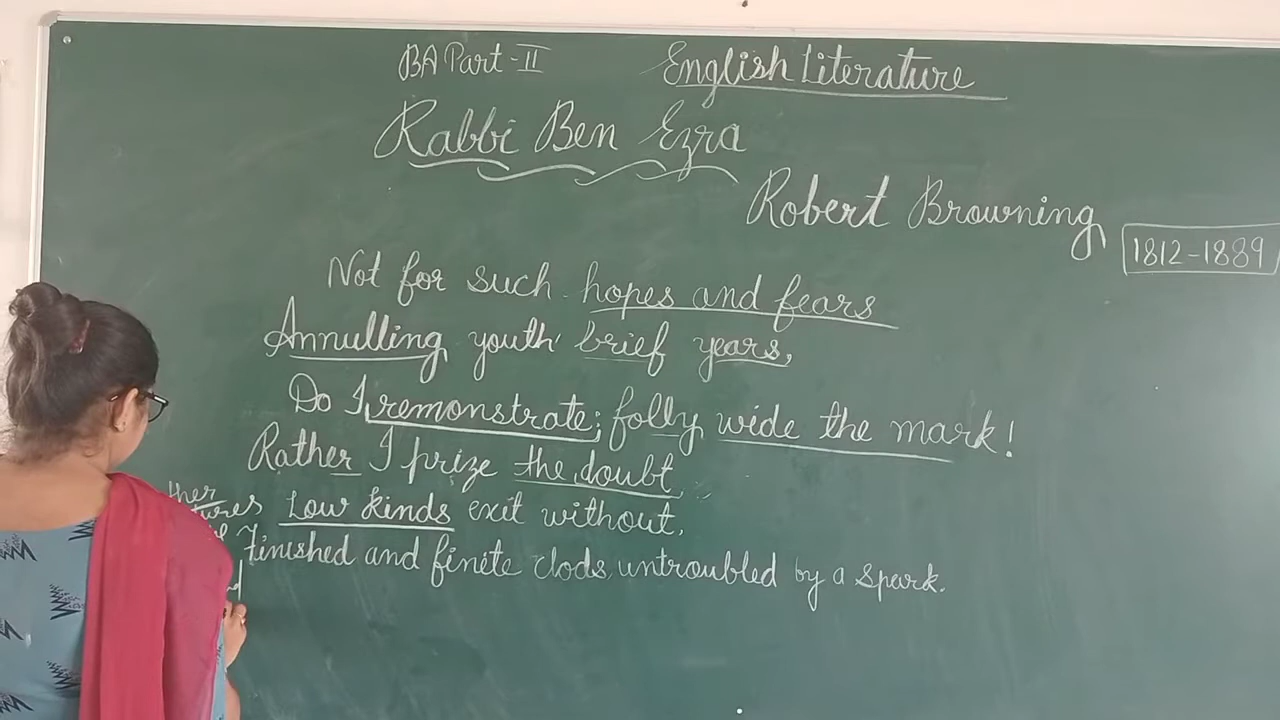 BA Part-II English Literature
Rabbi Ben Ezra
Robert Browning
1812-1889
Not for such hopes and fears
Annulling youth' brief years,
Do I remonstrate; folly wide the mark!
Rather I prize the doubt
Low kinds exit without,
Finished and finite clods, untroubled by a spark.